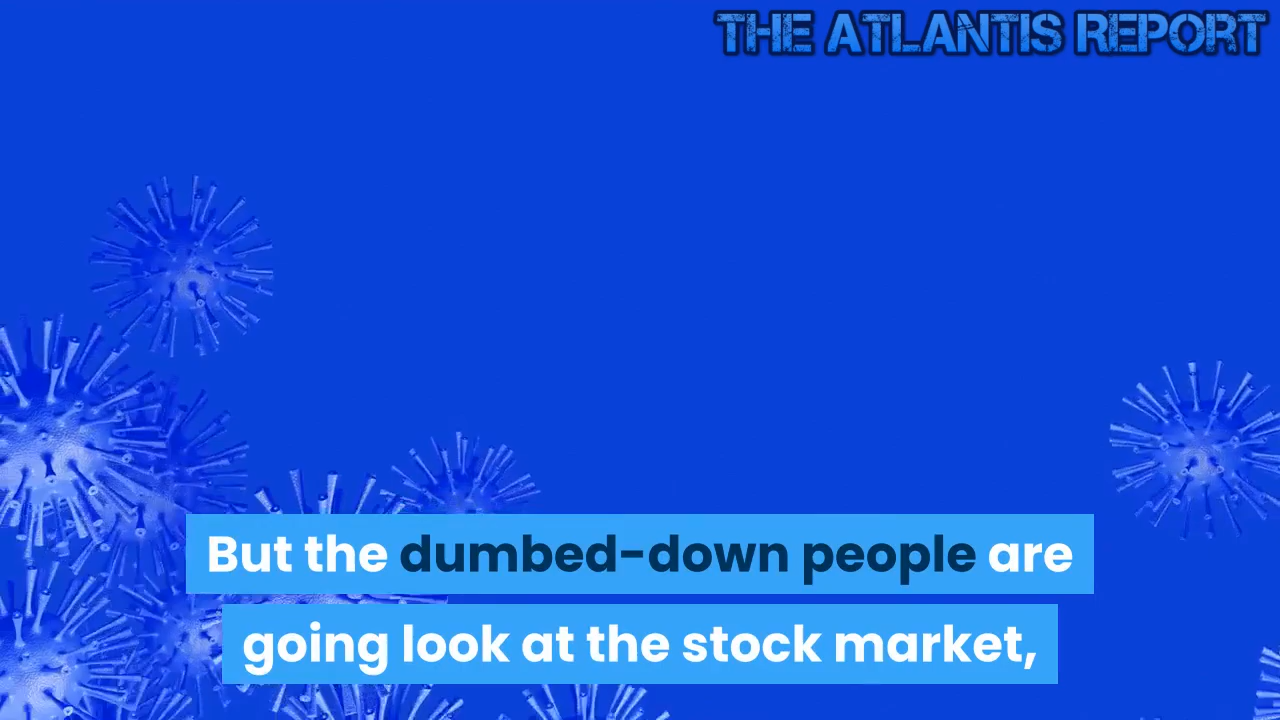 THE ATLANTIS REPORT
But the dumbed-down people are
going look at the stock market,